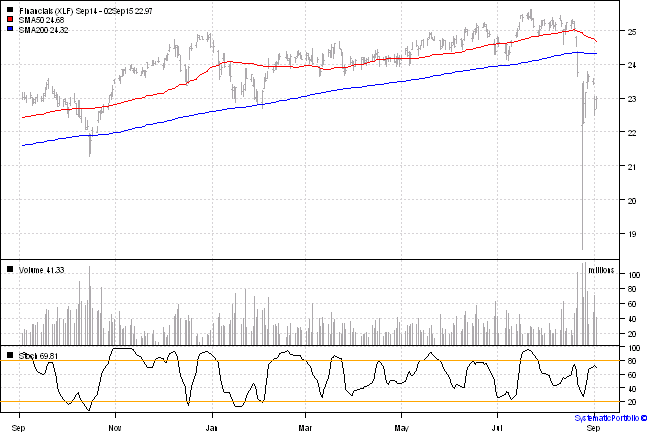 Financials (XLF) Sep14 - 02Sep15 22.97
SMA50 24.68
SMA200 24.32
25
24
23
22
21
20
19
Volume 41.33
millions
100
80
60
40
20
Stoch 69.81
100
80
60
40
20
Sep Nov Jan Mar May Jul Sep
SystematicPortfolio ©